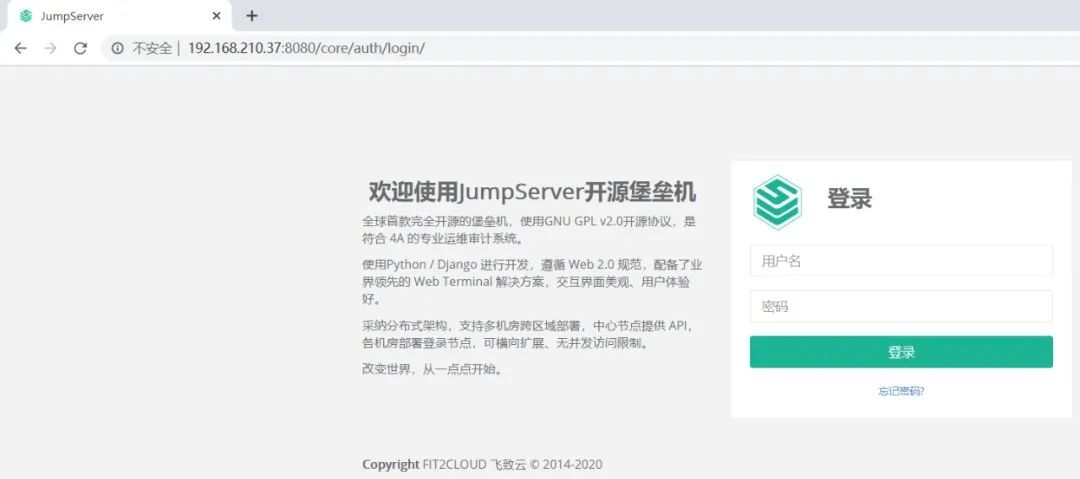 JumpServer
不安全 | 192.168.210.37:8080/core/auth/login/
欢迎使用JumpServer开源堡垒机
全球首款完全开源的堡垒机，使用GNU GPL v2.0开源协议，是
符合 4A 的专业运维审计系统。
使用Python / Django 进行开发，遵循 Web 2.0 规范，配备了业
界领先的 Web Terminal 解决方案，交互界面美观、用户体验
好。
采纳分布式架构，支持多机房跨区域部署，中心节点提供 API，
各机房部署登录节点，可横向扩展、无并发访问限制。
改变世界，从一点点开始。
登录
用户名
密码
登录
忘记密码?
Copyright FIT2CLOUD 飞致云 © 2014-2020